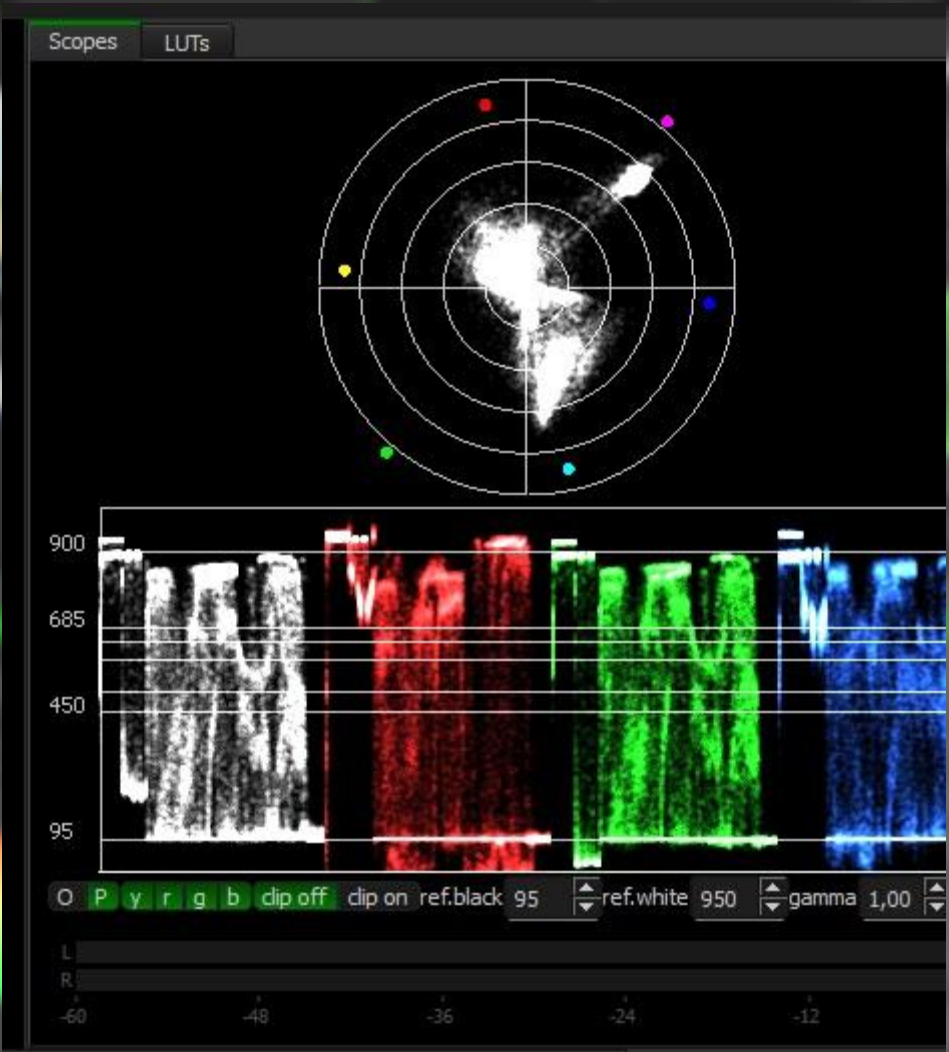 Scopes LUTs
900
685
450
95
O P y r g b clip off clip on ref.black 95 ref.white 950 gamma 1,00
L
R
-60 -48 -36 -24 -12